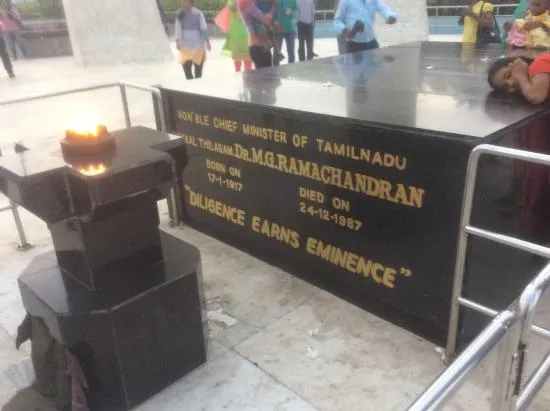 HON'BLE CHIEF MINISTER OF TAMILNADU
THILAGAM, DR.M.G.RAMACHANDRAN
BORN ON
17-1-1917
DIED ON
24-12-1987
"DILIGENCE EARNS EMINENCE"